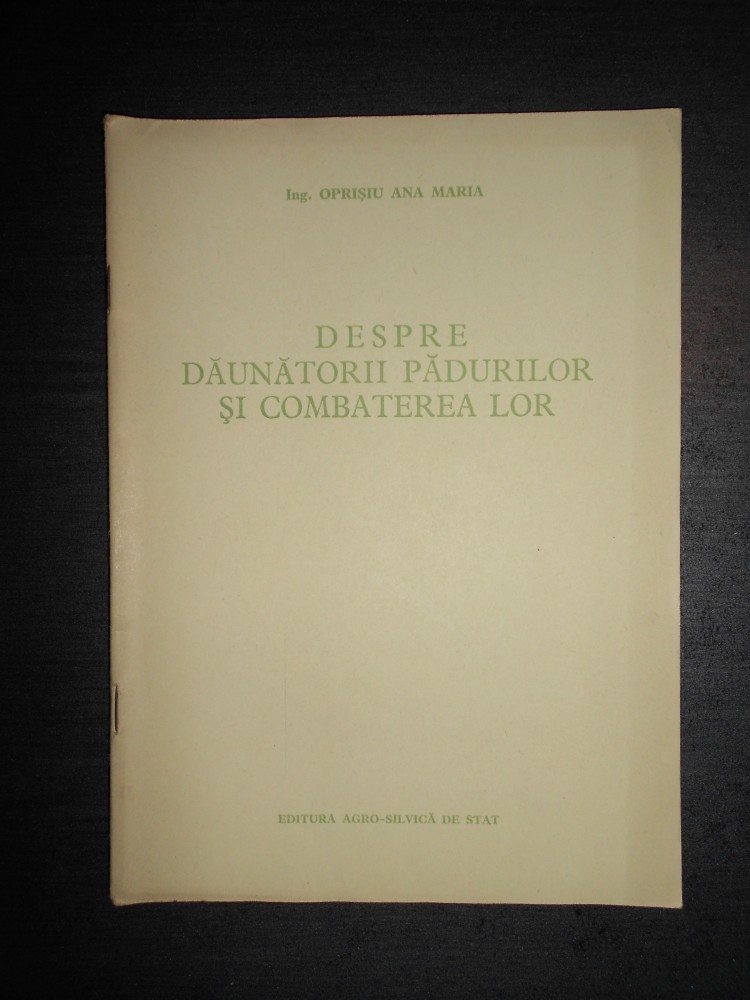 Ing. OPRIŞIU ANA MARIA
DESPRE
DĂUNĂTORII PĂDURILOR
ŞI COMBATEREA LOR
EDITURA AGRO-SILVICĂ DE STAT